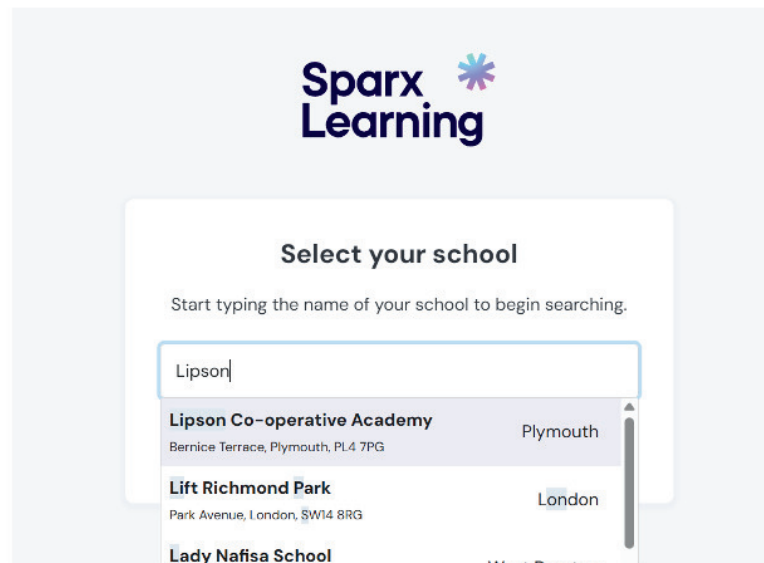 Sparx
Learning
Select your school
Start typing the name of your school to begin searching.
Lipson
Lipson Co-operative Academy
Plymouth
Bernice Terrace, Plymouth, PL4 7PG
Lift Richmond Park
London
Park Avenue, London, SW14 8RG
Lady Nafisa School